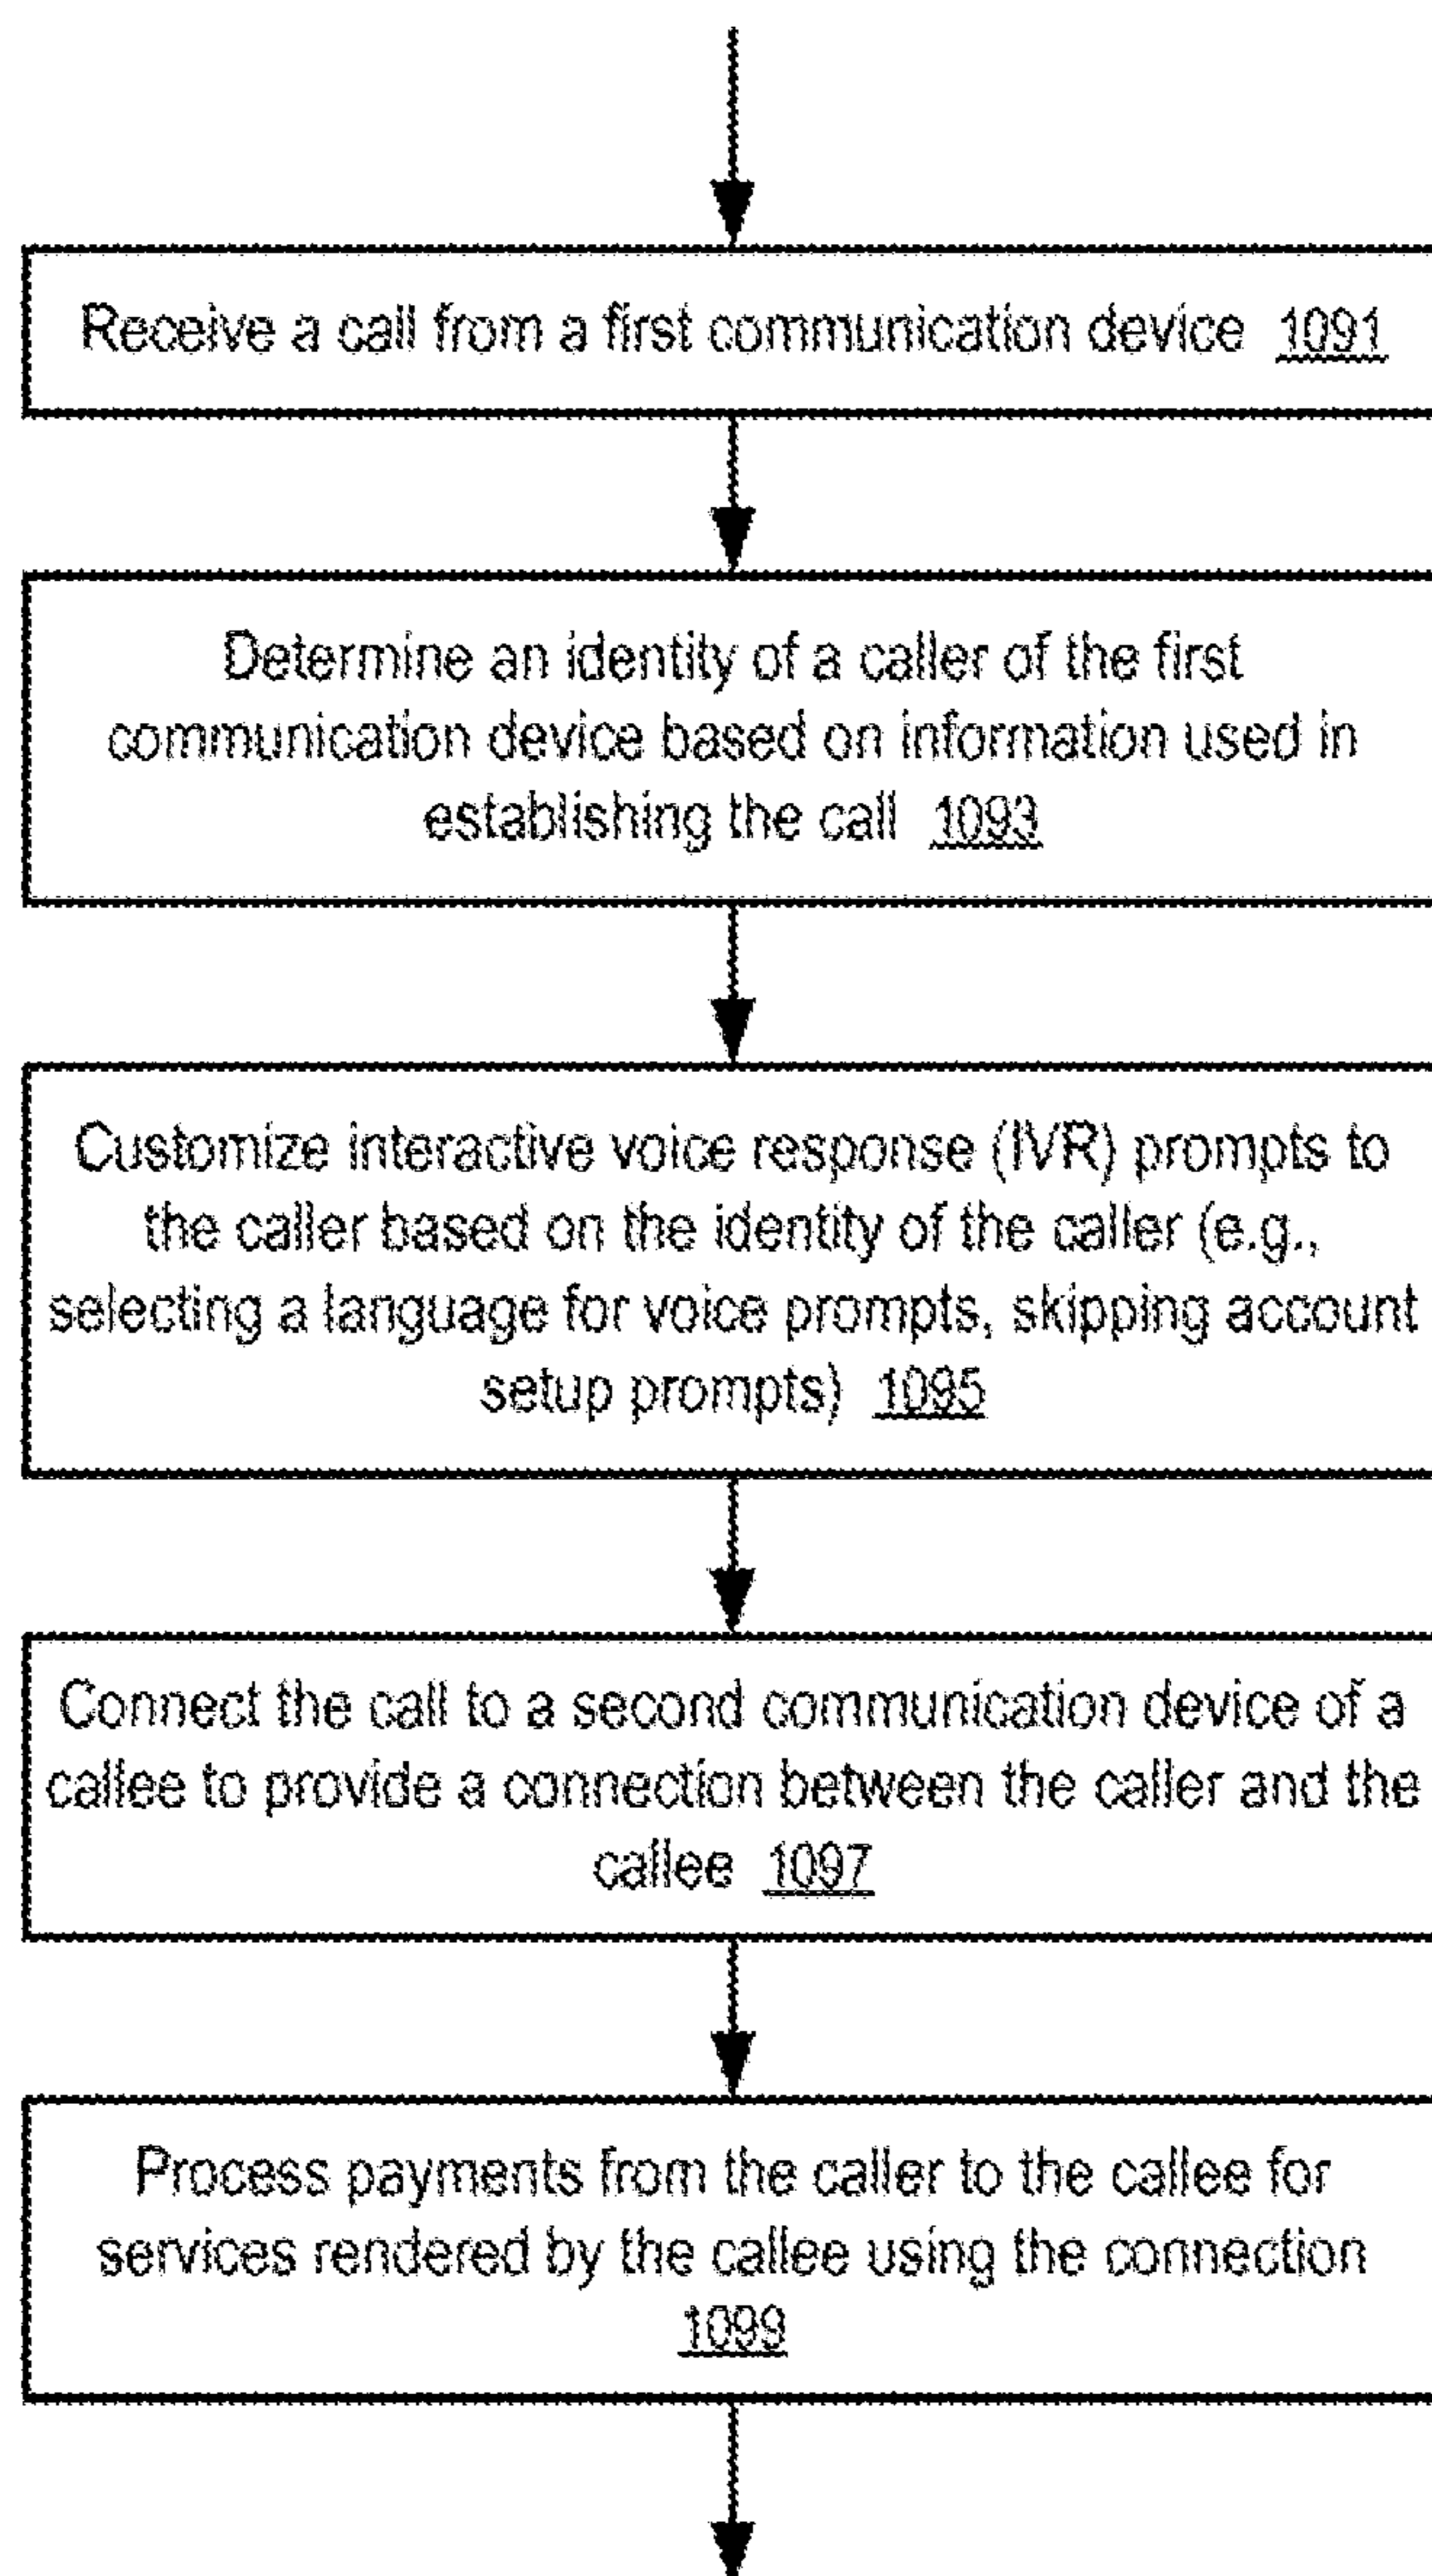 Receive a call from a first communication device 1091
Determine an identity of a caller of the first
communication device based on information used in
establishing the call 1093
Customize interactive voice response (IVR) prompts to
the caller based on the identity of the caller (e.g.,
selecting a language for voice prompts, skipping account
setup prompts) 1095
Connect the call to a second communication device of a
callee to provide a connection between the caller and the
callee 1097
Process payments from the caller to the callee for
services rendered by the callee using the connection
1099